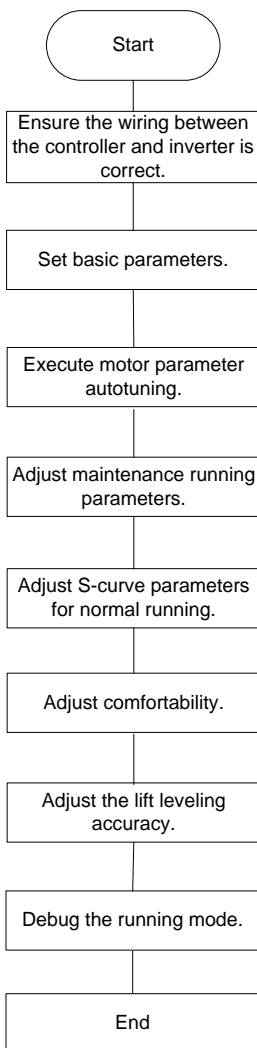 Start
Ensure the wiring between
the controller and inverter is
correct.
Set basic parameters.
Execute motor parameter
autotuning.
Adjust maintenance running
parameters.
Adjust S-curve parameters
for normal running.
Adjust comfortability.
Adjust the lift leveling
accuracy.
Debug the running mode.
End